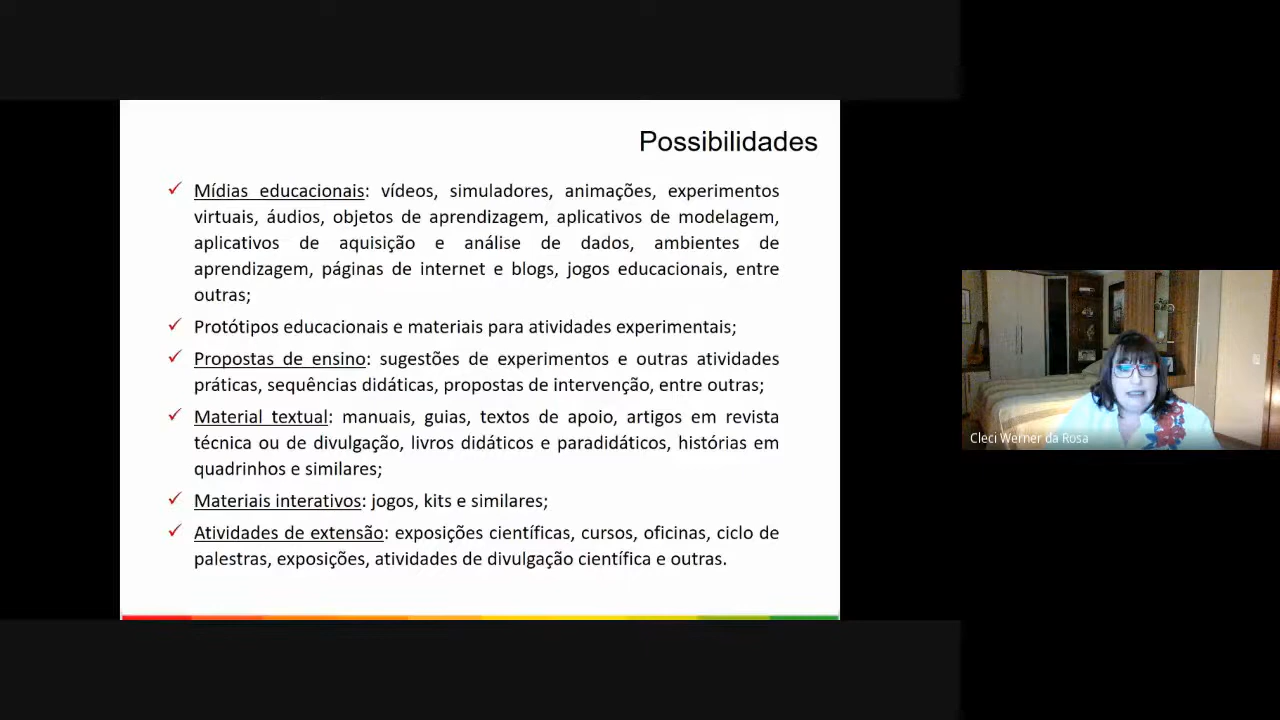 Possibilidades
✓ Mídias educacionais: vídeos, simuladores, animações, experimentos
virtuais, áudios, objetos de aprendizagem, aplicativos de modelagem,
aplicativos de aquisição e análise de dados, ambientes de
aprendizagem, páginas de internet e blogs, jogos educacionais, entre
outras;
✓ Protótipos educacionais e materiais para atividades experimentais;
✓ Propostas de ensino: sugestões de experimentos e outras atividades
práticas, sequências didáticas, propostas de intervenção, entre outras;
✓ Material textual: manuais, guias, textos de apoio, artigos em revista
técnica ou de divulgação, livros didáticos e paradidáticos, histórias em
quadrinhos e similares;
✓ Materiais interativos: jogos, kits e similares;
✓ Atividades de extensão: exposições científicas, cursos, oficinas, ciclo de
palestras, exposições, atividades de divulgação científica e outras.
Cleci Werner da Rosa